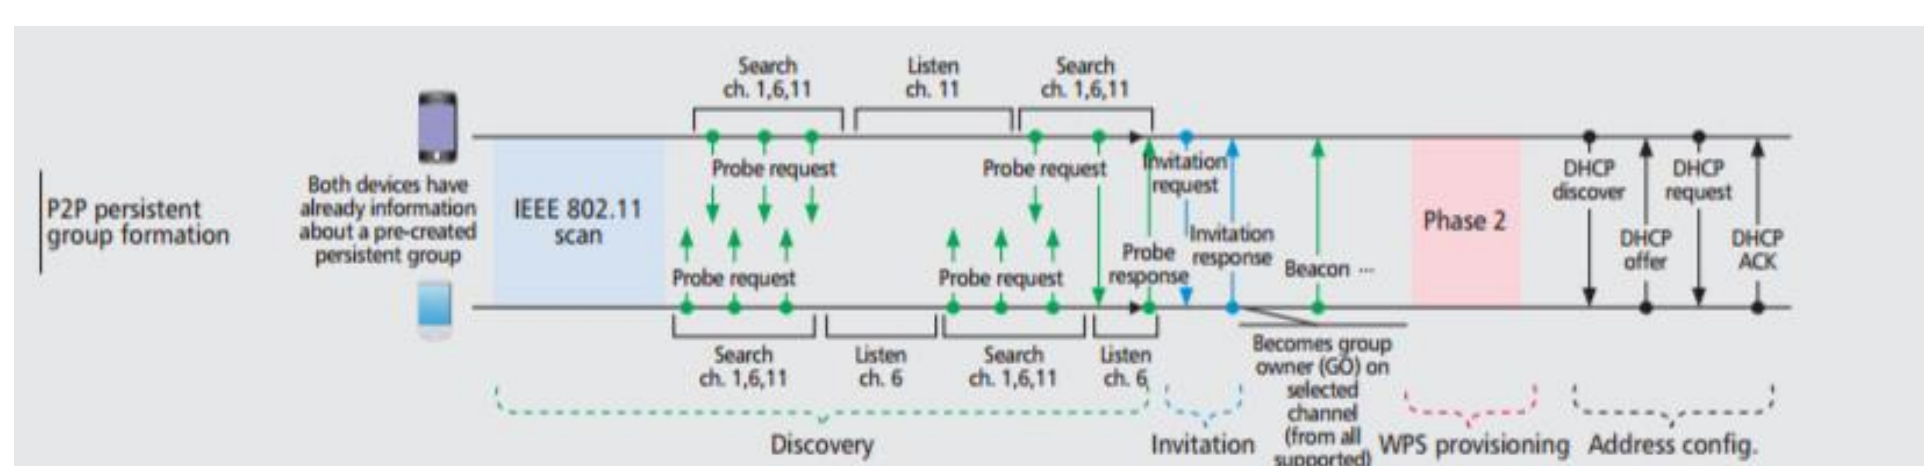 Search
ch. 1,6,11
Listen
ch. 11
Search
ch. 1,6,11
P2P persistent
group formation
Both devices have
already information
about a pre-created
persistent group
IEEE 802.11
scan
Probe request
Probe request
Probe request
Probe request
Probe
response
Invitation
request
Invitation
response
Beacon ...
Phase 2
DHCP
discover
DHCP
offer
DHCP
request
DHCP
ACK
Search
ch. 1,6,11
Listen
ch. 6
Search
ch. 1,6,11
Listen
ch. 6
Becomes group
owner (GO) on
selected
channel
(from all
supported)
Discovery
Invitation
WPS provisioning
Address config.